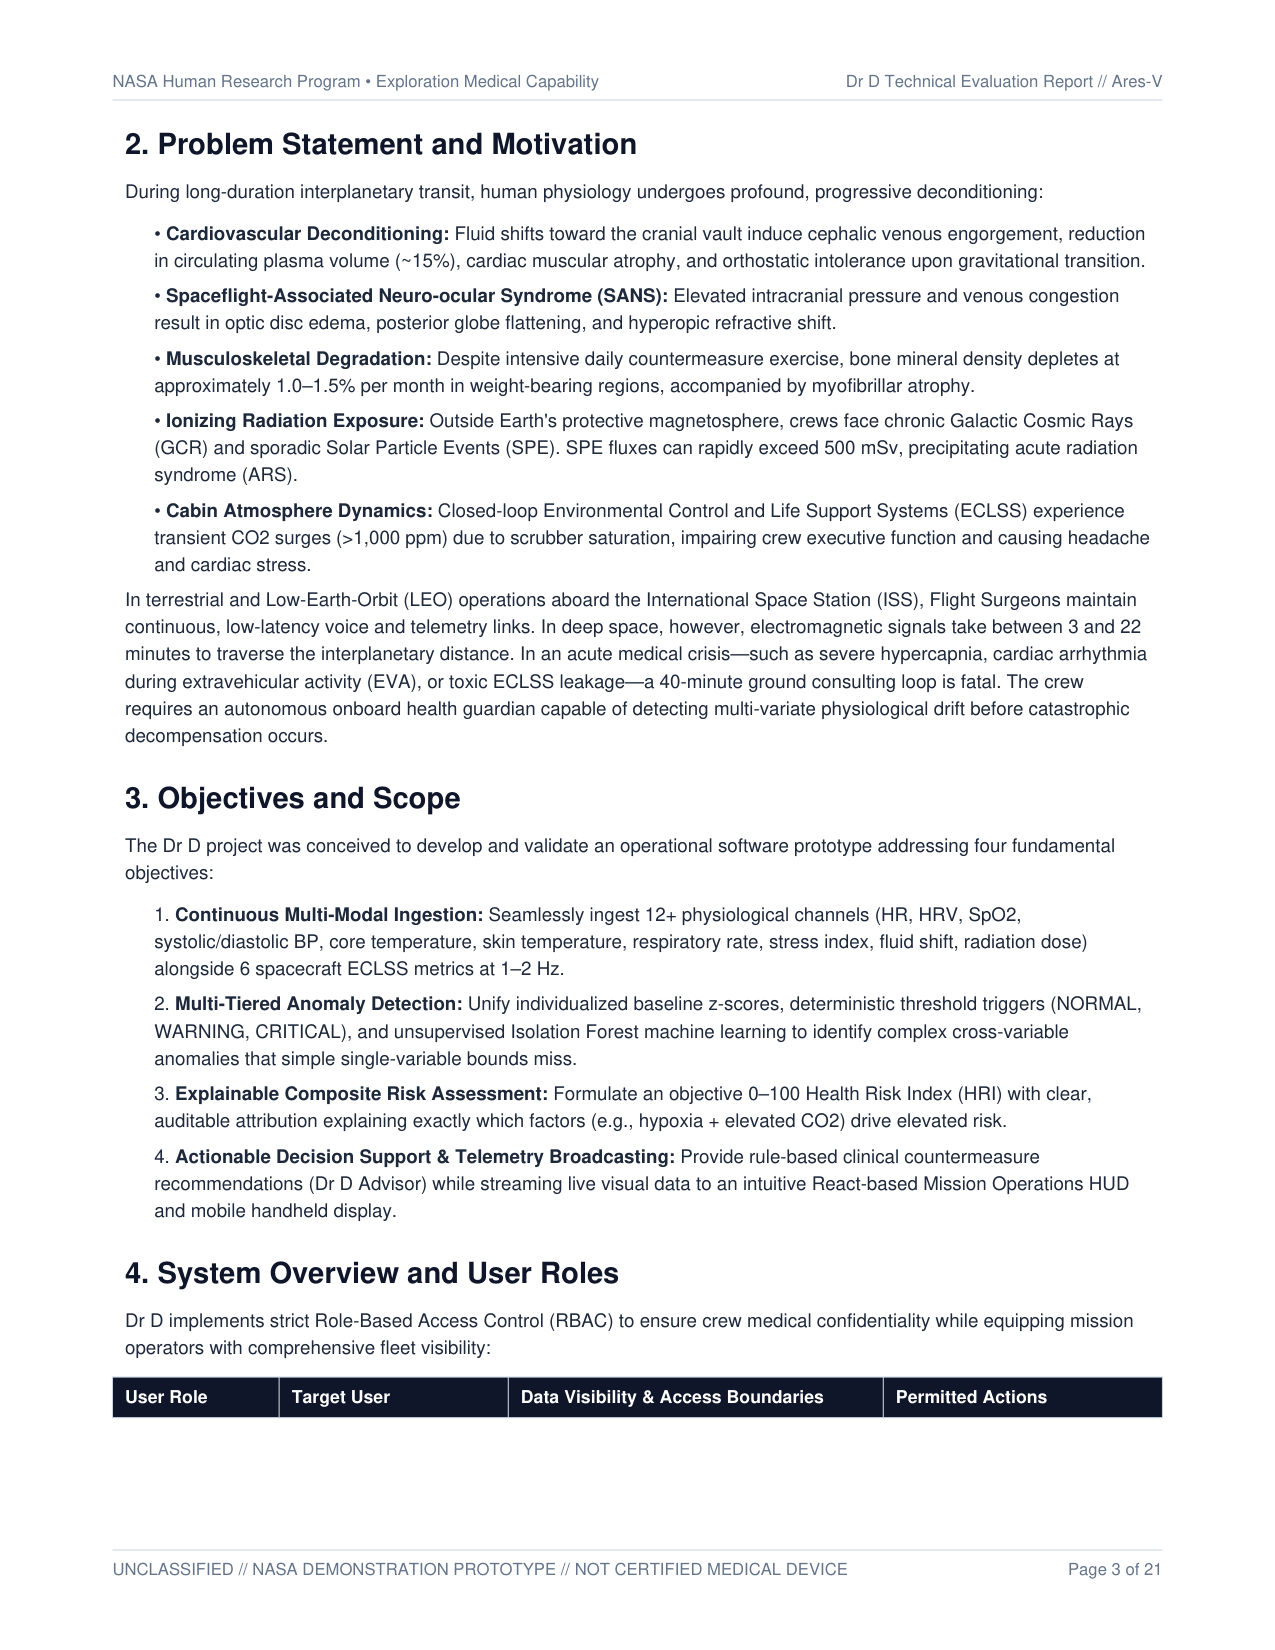 NASA Human Research Program • Exploration Medical Capability
Dr D Technical Evaluation Report // Ares-V
2. Problem Statement and Motivation
During long-duration interplanetary transit, human physiology undergoes profound, progressive deconditioning:
• Cardiovascular Deconditioning: Fluid shifts toward the cranial vault induce cephalic venous engorgement, reduction
in circulating plasma volume (~15%), cardiac muscular atrophy, and orthostatic intolerance upon gravitational transition.
• Spaceflight-Associated Neuro-ocular Syndrome (SANS): Elevated intracranial pressure and venous congestion
result in optic disc edema, posterior globe flattening, and hyperopic refractive shift.
• Musculoskeletal Degradation: Despite intensive daily countermeasure exercise, bone mineral density depletes at
approximately 1.0–1.5% per month in weight-bearing regions, accompanied by myofibrillar atrophy.
• Ionizing Radiation Exposure: Outside Earth's protective magnetosphere, crews face chronic Galactic Cosmic Rays
(GCR) and sporadic Solar Particle Events (SPE). SPE fluxes can rapidly exceed 500 mSv, precipitating acute radiation
syndrome (ARS).
• Cabin Atmosphere Dynamics: Closed-loop Environmental Control and Life Support Systems (ECLSS) experience
transient CO2 surges (>1,000 ppm) due to scrubber saturation, impairing crew executive function and causing headache
and cardiac stress.
In terrestrial and Low-Earth-Orbit (LEO) operations aboard the International Space Station (ISS), Flight Surgeons maintain
continuous, low-latency voice and telemetry links. In deep space, however, electromagnetic signals take between 3 and 22
minutes to traverse the interplanetary distance. In an acute medical crisis—such as severe hypercapnia, cardiac arrhythmia
during extravehicular activity (EVA), or toxic ECLSS leakage—a 40-minute ground consulting loop is fatal. The crew
requires an autonomous onboard health guardian capable of detecting multi-variate physiological drift before catastrophic
decompensation occurs.
3. Objectives and Scope
The Dr D project was conceived to develop and validate an operational software prototype addressing four fundamental
objectives:
1. Continuous Multi-Modal Ingestion: Seamlessly ingest 12+ physiological channels (HR, HRV, SpO2,
systolic/diastolic BP, core temperature, skin temperature, respiratory rate, stress index, fluid shift, radiation dose)
alongside 6 spacecraft ECLSS metrics at 1–2 Hz.
2. Multi-Tiered Anomaly Detection: Unify individualized baseline z-scores, deterministic threshold triggers (NORMAL,
WARNING, CRITICAL), and unsupervised Isolation Forest machine learning to identify complex cross-variable
anomalies that simple single-variable bounds miss.
3. Explainable Composite Risk Assessment: Formulate an objective 0–100 Health Risk Index (HRI) with clear,
auditable attribution explaining exactly which factors (e.g., hypoxia + elevated CO2) drive elevated risk.
4. Actionable Decision Support & Telemetry Broadcasting: Provide rule-based clinical countermeasure
recommendations (Dr D Advisor) while streaming live visual data to an intuitive React-based Mission Operations HUD
and mobile handheld display.
4. System Overview and User Roles
Dr D implements strict Role-Based Access Control (RBAC) to ensure crew medical confidentiality while equipping mission
operators with comprehensive fleet visibility:
User Role
Target User
Data Visibility & Access Boundaries
Permitted Actions
UNCLASSIFIED // NASA DEMONSTRATION PROTOTYPE // NOT CERTIFIED MEDICAL DEVICE
Page 3 of 21